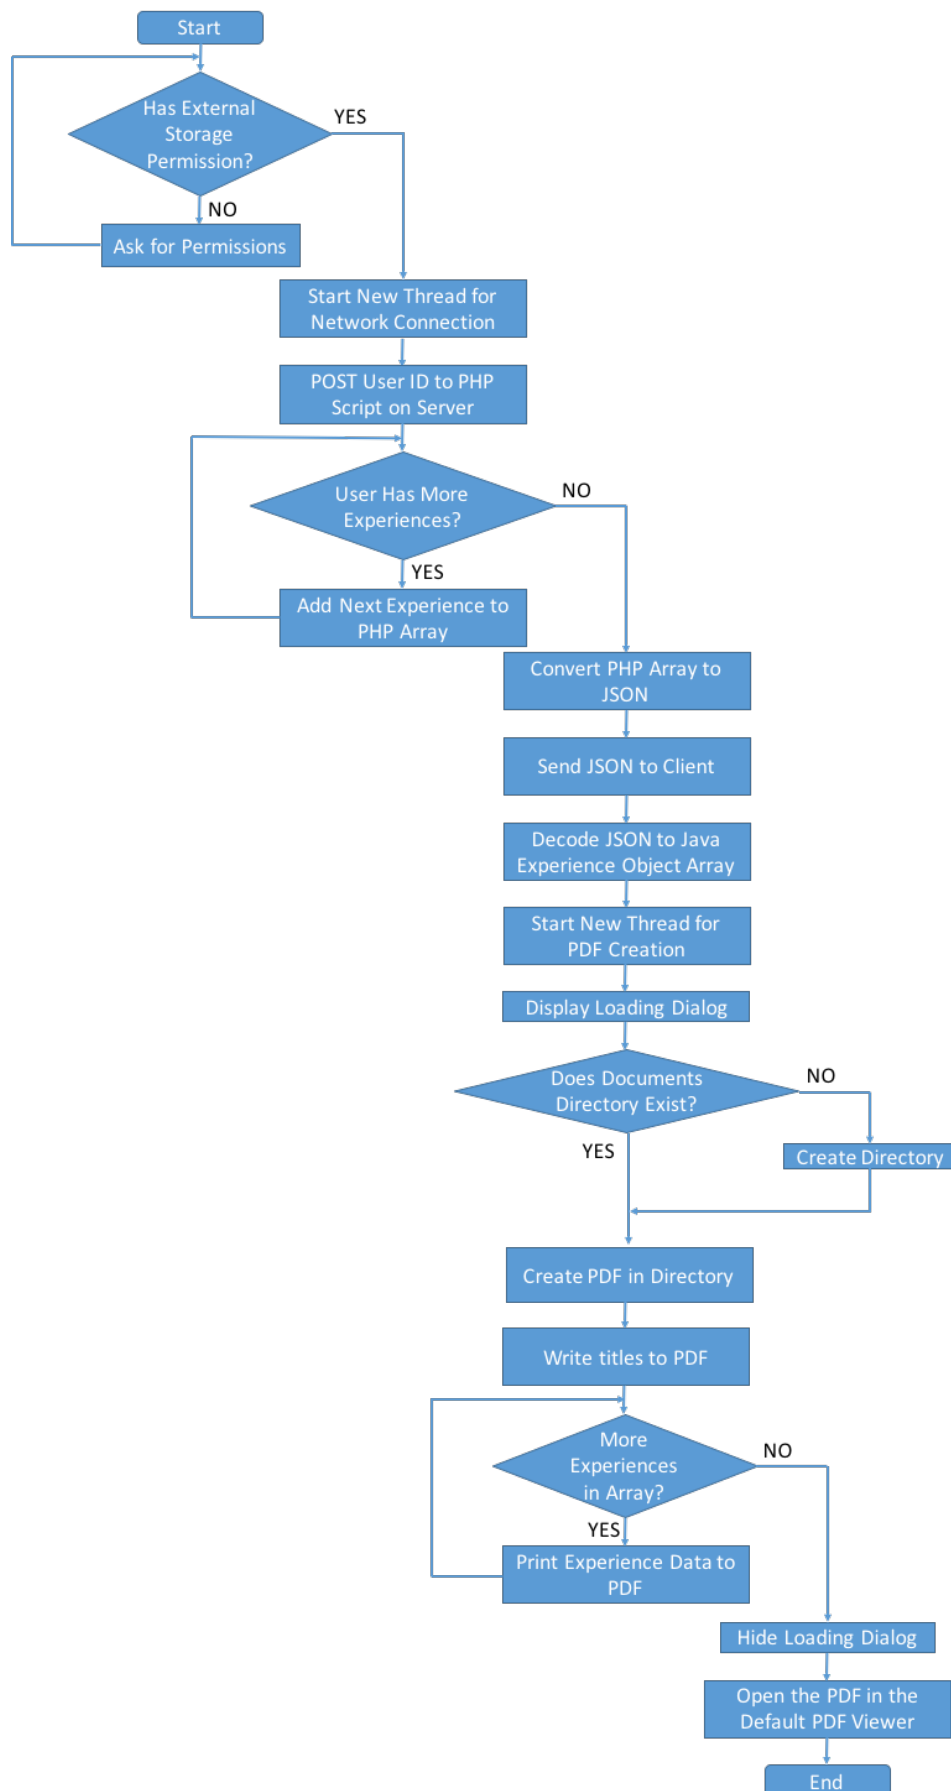 Start
Has External
Storage
Permission?
YES
NO
Ask for Permissions
Start New Thread for
Network Connection
POST User ID to PHP
Script on Server
User Has More
Experiences?
NO
YES
Add Next Experience to
PHP Array
Convert PHP Array to
JSON
Send JSON to Client
Decode JSON to Java
Experience Object Array
Start New Thread for
PDF Creation
Display Loading Dialog
Does Documents
Directory Exist?
NO
YES
Create Directory
Create PDF in Directory
Write titles to PDF
More
Experiences
in Array?
NO
YES
Print Experience Data to
PDF
Hide Loading Dialog
Open the PDF in the
Default PDF Viewer
End